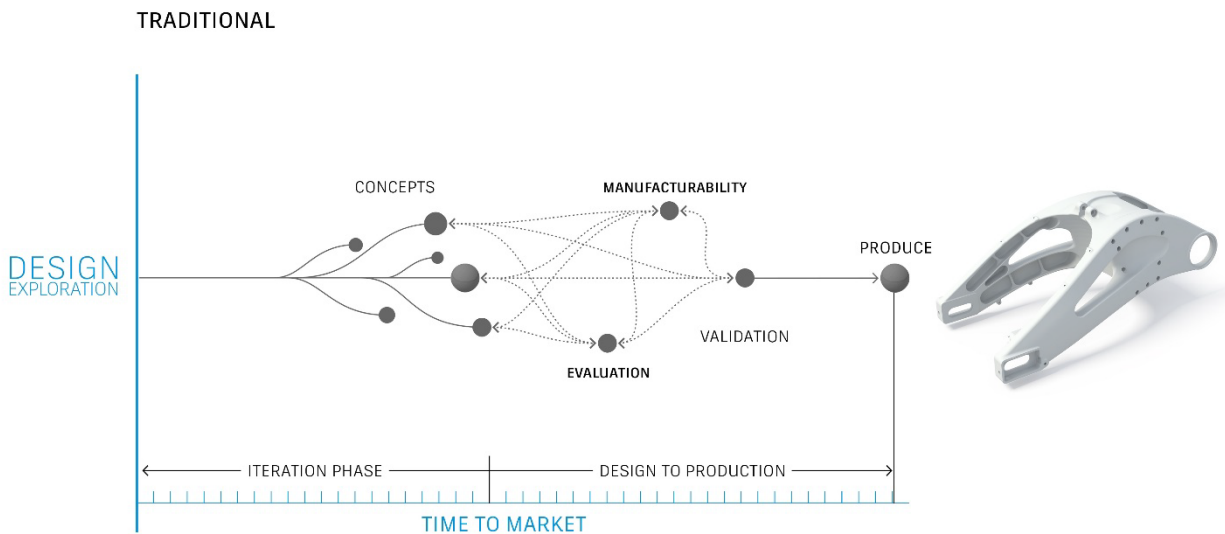 TRADITIONAL
CONCEPTS
MANUFACTURABILITY
PRODUCE
DESIGN
EXPLORATION
VALIDATION
EVALUATION
ITERATION PHASE
DESIGN TO PRODUCTION
TIME TO MARKET